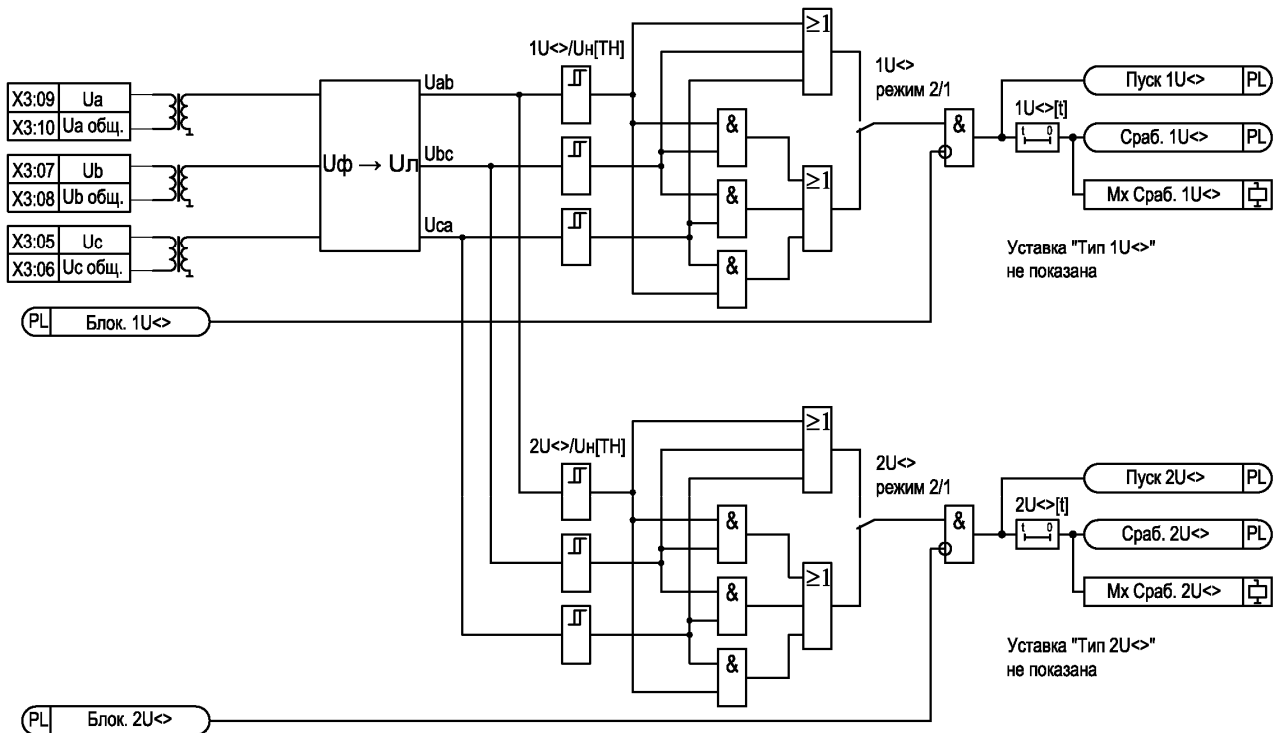 1U<>/Uн[ТН]
≥1
X3:09 Ua
X3:10 Ua общ.
Uab
1U<>
режим 2/1
Пуск 1U<> PL
&
&
1U<>[t]
t 0
Сраб. 1U<> PL
X3:07 Ub
X3:08 Ub общ.
Uф → Uл
Ubc
&
≥1
Мх Сраб. 1U<>
X3:05 Uc
X3:06 Uc общ.
Uca
&
Уставка "Тип 1U<>"
не показана
PL Блок. 1U<>
2U<>/Uн[ТН]
≥1
2U<>
режим 2/1
Пуск 2U<> PL
&
&
2U<>[t]
t 0
Сраб. 2U<> PL
&
≥1
Мх Сраб. 2U<>
&
Уставка "Тип 2U<>"
не показана
PL Блок. 2U<>